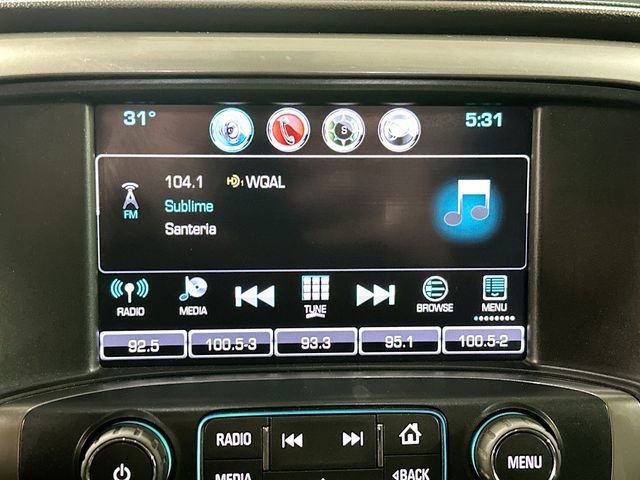 31° S 5:31
104.1 HD1 WQAL
FM Sublime
Santeria
RADIO MEDIA TUNE BROWSE MENU
92.5 100.5-3 93.3 95.1 100.5-2
RADIO
MEDIA BACK
MENU